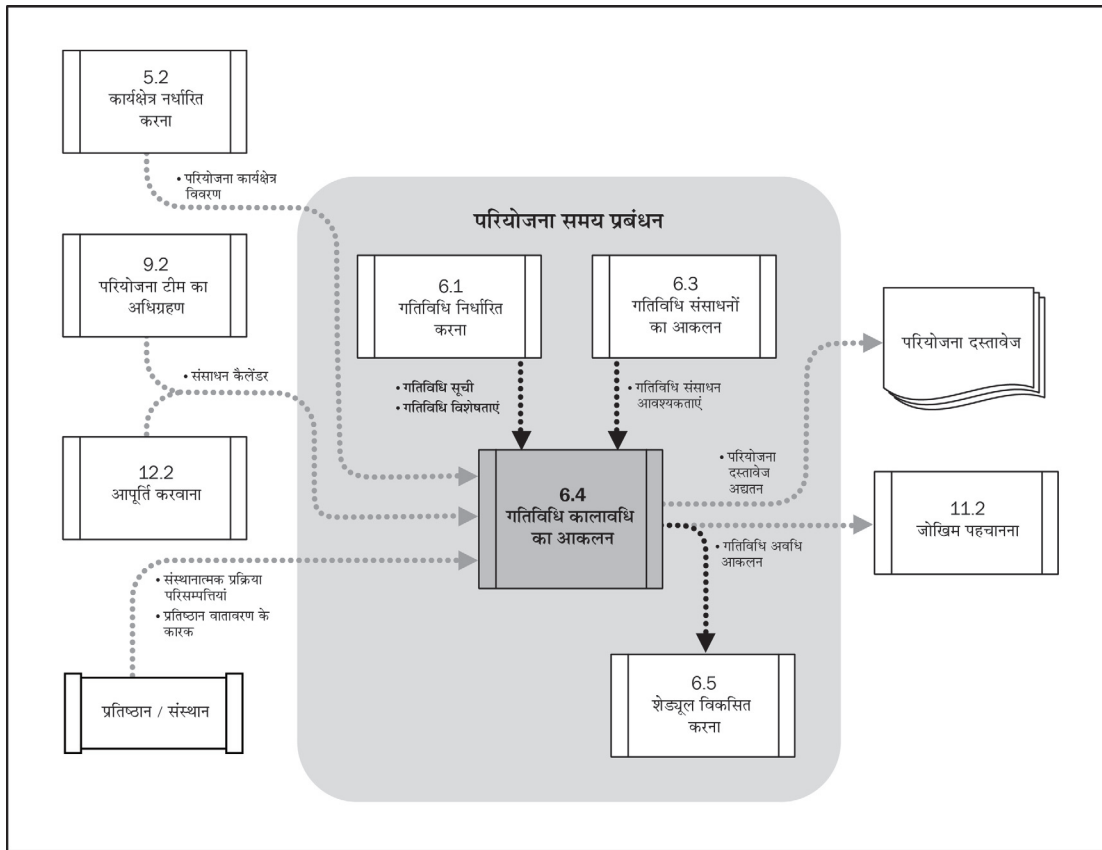 5.2
कार्यक्षेत्र नर्धारित
करना
• परियोजना कार्यक्षेत्र
विवरण
परियोजना समय प्रबंधन
9.2
परियोजना टीम का
अधिग्रहण
6.1
गतिविधि निर्धारित
करना
6.3
गतिविधि संसाधनों
का आकलन
परियोजना दस्तावेज
• संसाधन कैलेंडर
• गतिविधि सूची
• गतिविधि विशेषताएं
• गतिविधि संसाधन
आवश्यकताएं
12.2
आपूर्ति करवाना
6.4
गतिविधि कालावधि
का आकलन
• परियोजना
दस्तावेज
अद्यतन
11.2
जोखिम पहचानना
• गतिविधि अवधि
आकलन
• संस्थानात्मक प्रक्रिया
परिसम्पत्तियां
• प्रतिष्ठान वातावरण के
कारक
प्रतिष्ठान / संस्थान
6.5
शेड्यूल विकसित
करना